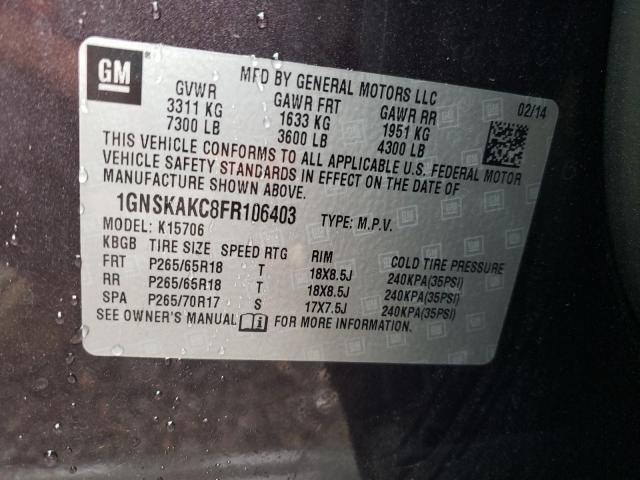 GM
MFD BY GENERAL MOTORS LLC
GVWR GAWR FRT GAWR RR 02/14
3311 KG 1633 KG 1951 KG
7300 LB 3600 LB 4300 LB
THIS VEHICLE CONFORMS TO ALL APPLICABLE U.S. FEDERAL MOTOR
VEHICLE SAFETY STANDARDS IN EFFECT ON THE DATE OF
MANUFACTURE SHOWN ABOVE.
1GNSKAKC8FR106403 TYPE: M.P.V.
MODEL: K15706
KBGB TIRE SIZE SPEED RTG RIM COLD TIRE PRESSURE
FRT P265/65R18 T 18X8.5J 240KPA(35PSI)
RR P265/65R18 T 18X8.5J 240KPA(35PSI)
SPA P265/70R17 S 17X7.5J 240KPA(35PSI)
SEE OWNER'S MANUAL FOR MORE INFORMATION.